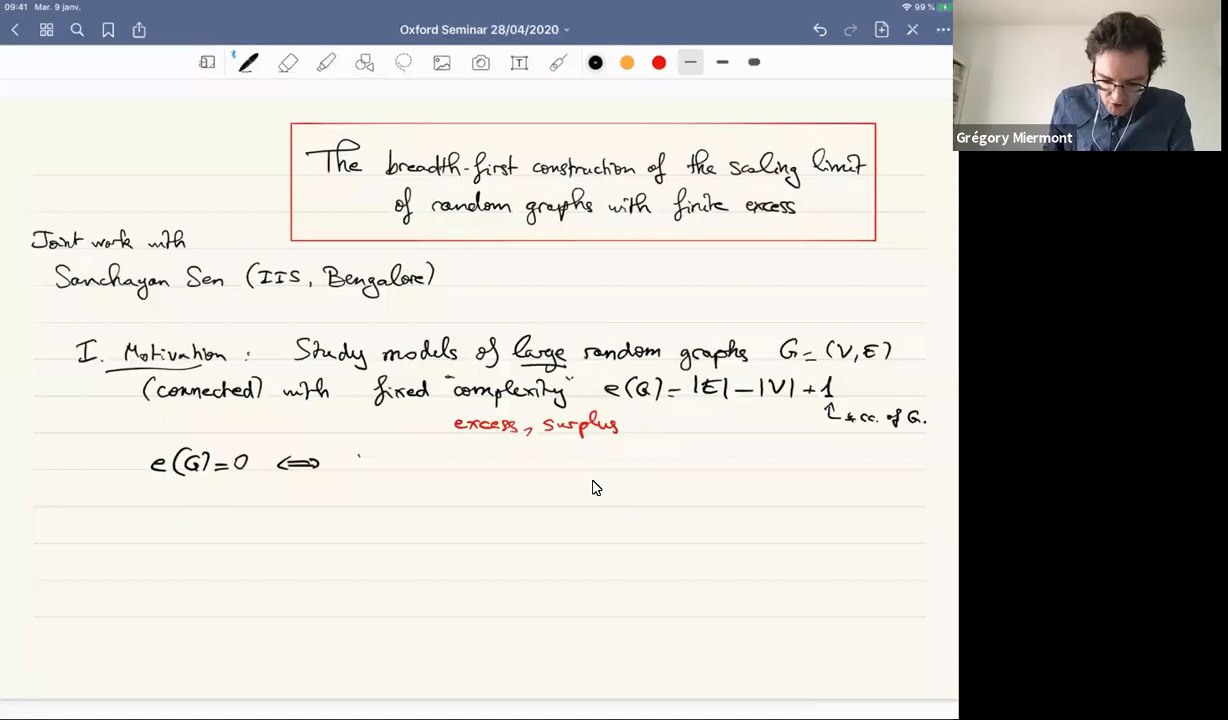 09:41 Mar. 9 janv.
99 %
Oxford Seminar 28/04/2020
Grégory Miermont
The breadth-first construction of the scaling limit
of random graphs with finite excess
Joint work with
Sanchayan Sen (IIS, Bengalore)
I. Motivation : Study models of large random graphs G = (V, E)
(connected) with fixed "complexity" e(G) = |E| - |V| + 1
excess, surplus
↑ # cc. of G.
e(G) = 0 ⟺